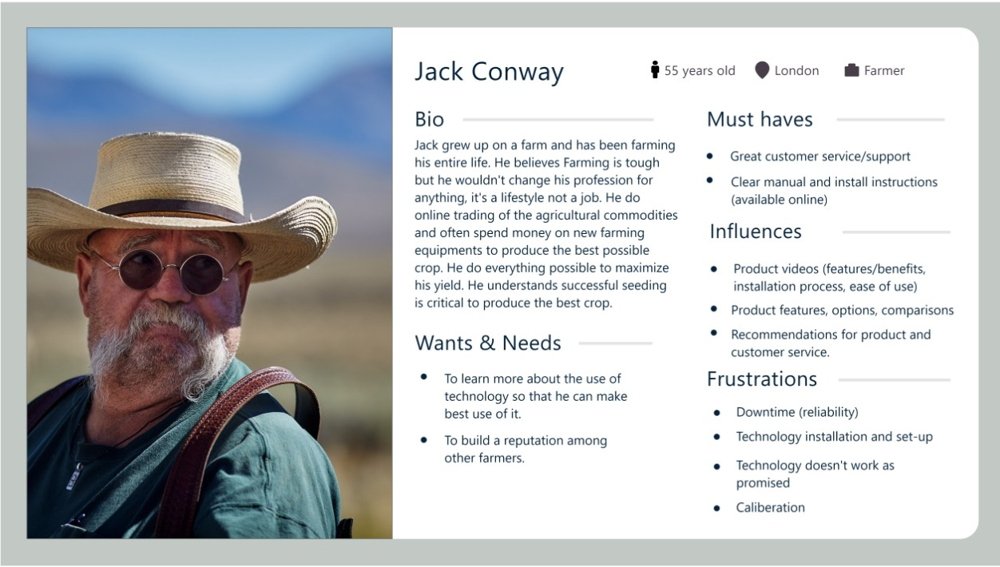 Jack Conway
55 years old
London
Farmer
Bio
Jack grew up on a farm and has been farming
his entire life. He believes Farming is tough
but he wouldn't change his profession for
anything, it's a lifestyle not a job. He do
online trading of the agricultural commodities
and often spend money on new farming
equipments to produce the best possible
crop. He do everything possible to maximize
his yield. He understands successful seeding
is critical to produce the best crop.
Wants & Needs
To learn more about the use of
technology so that he can make
best use of it.
To build a reputation among
other farmers.
Must haves
Great customer service/support
Clear manual and install instructions
(available online)
Influences
Product videos (features/benefits,
installation process, ease of use)
Product features, options, comparisons
Recommendations for product and
customer service.
Frustrations
Downtime (reliability)
Technology installation and set-up
Technology doesn't work as
promised
Caliberation